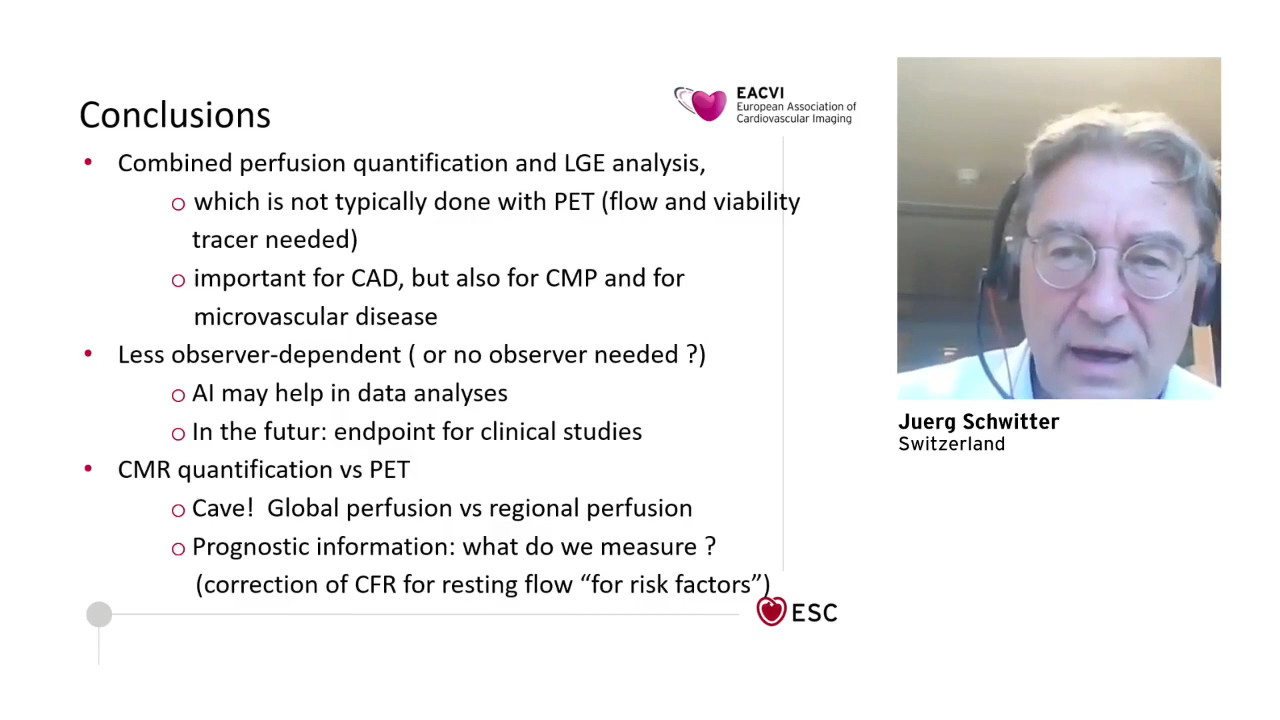 Conclusions
EACVI
European Association of
Cardiovascular Imaging
• Combined perfusion quantification and LGE analysis,
o which is not typically done with PET (flow and viability
tracer needed)
o important for CAD, but also for CMP and for
microvascular disease
• Less observer-dependent ( or no observer needed ?)
o AI may help in data analyses
o In the futur: endpoint for clinical studies
• CMR quantification vs PET
o Cave! Global perfusion vs regional perfusion
o Prognostic information: what do we measure ?
(correction of CFR for resting flow “for risk factors”)
ESC
Juerg Schwitter
Switzerland